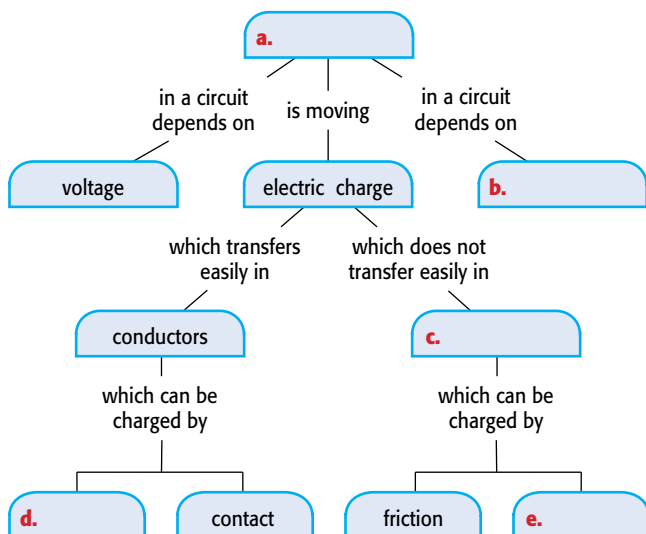 a.
in a circuit
depends on
is moving
in a circuit
depends on
voltage
electric charge
b.
which transfers
easily in
which does not
transfer easily in
conductors
c.
which can be
charged by
which can be
charged by
d.
contact
friction
e.